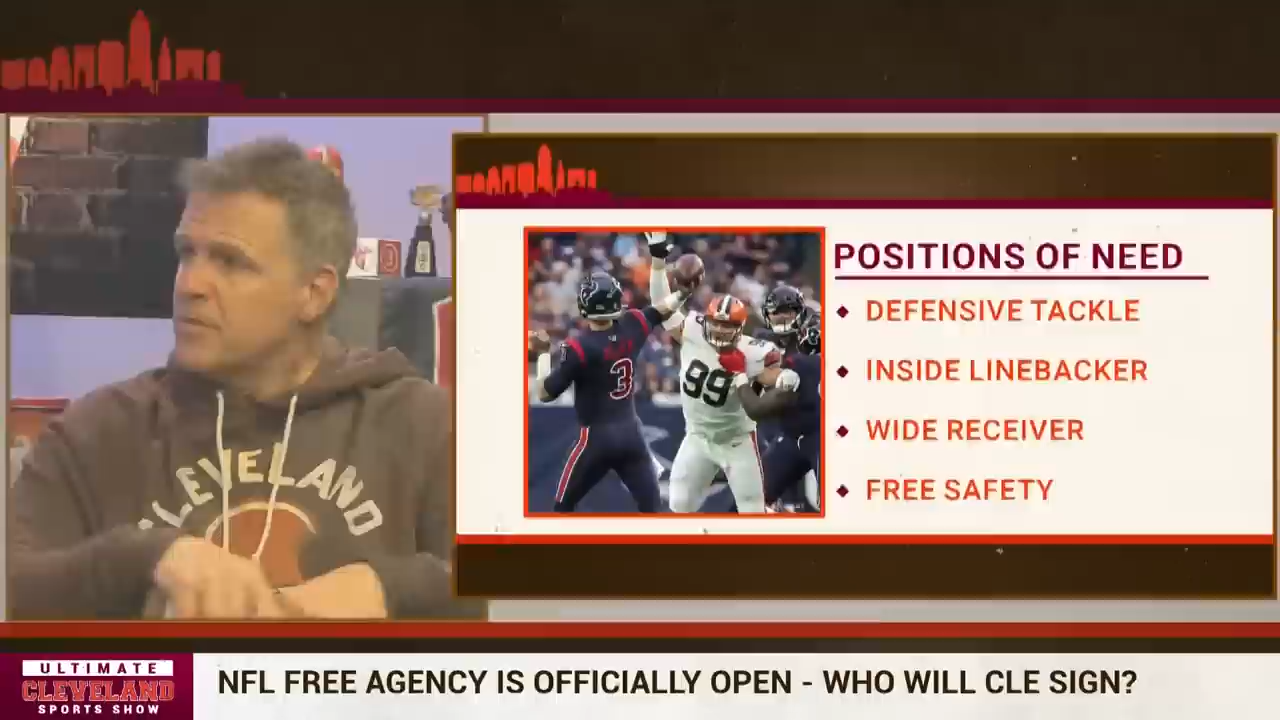 POSITIONS OF NEED
DEFENSIVE TACKLE
INSIDE LINEBACKER
WIDE RECEIVER
FREE SAFETY
3
99
CLEVELAND
ULTIMATE
CLEVELAND
SPORTS SHOW
NFL FREE AGENCY IS OFFICIALLY OPEN - WHO WILL CLE SIGN?